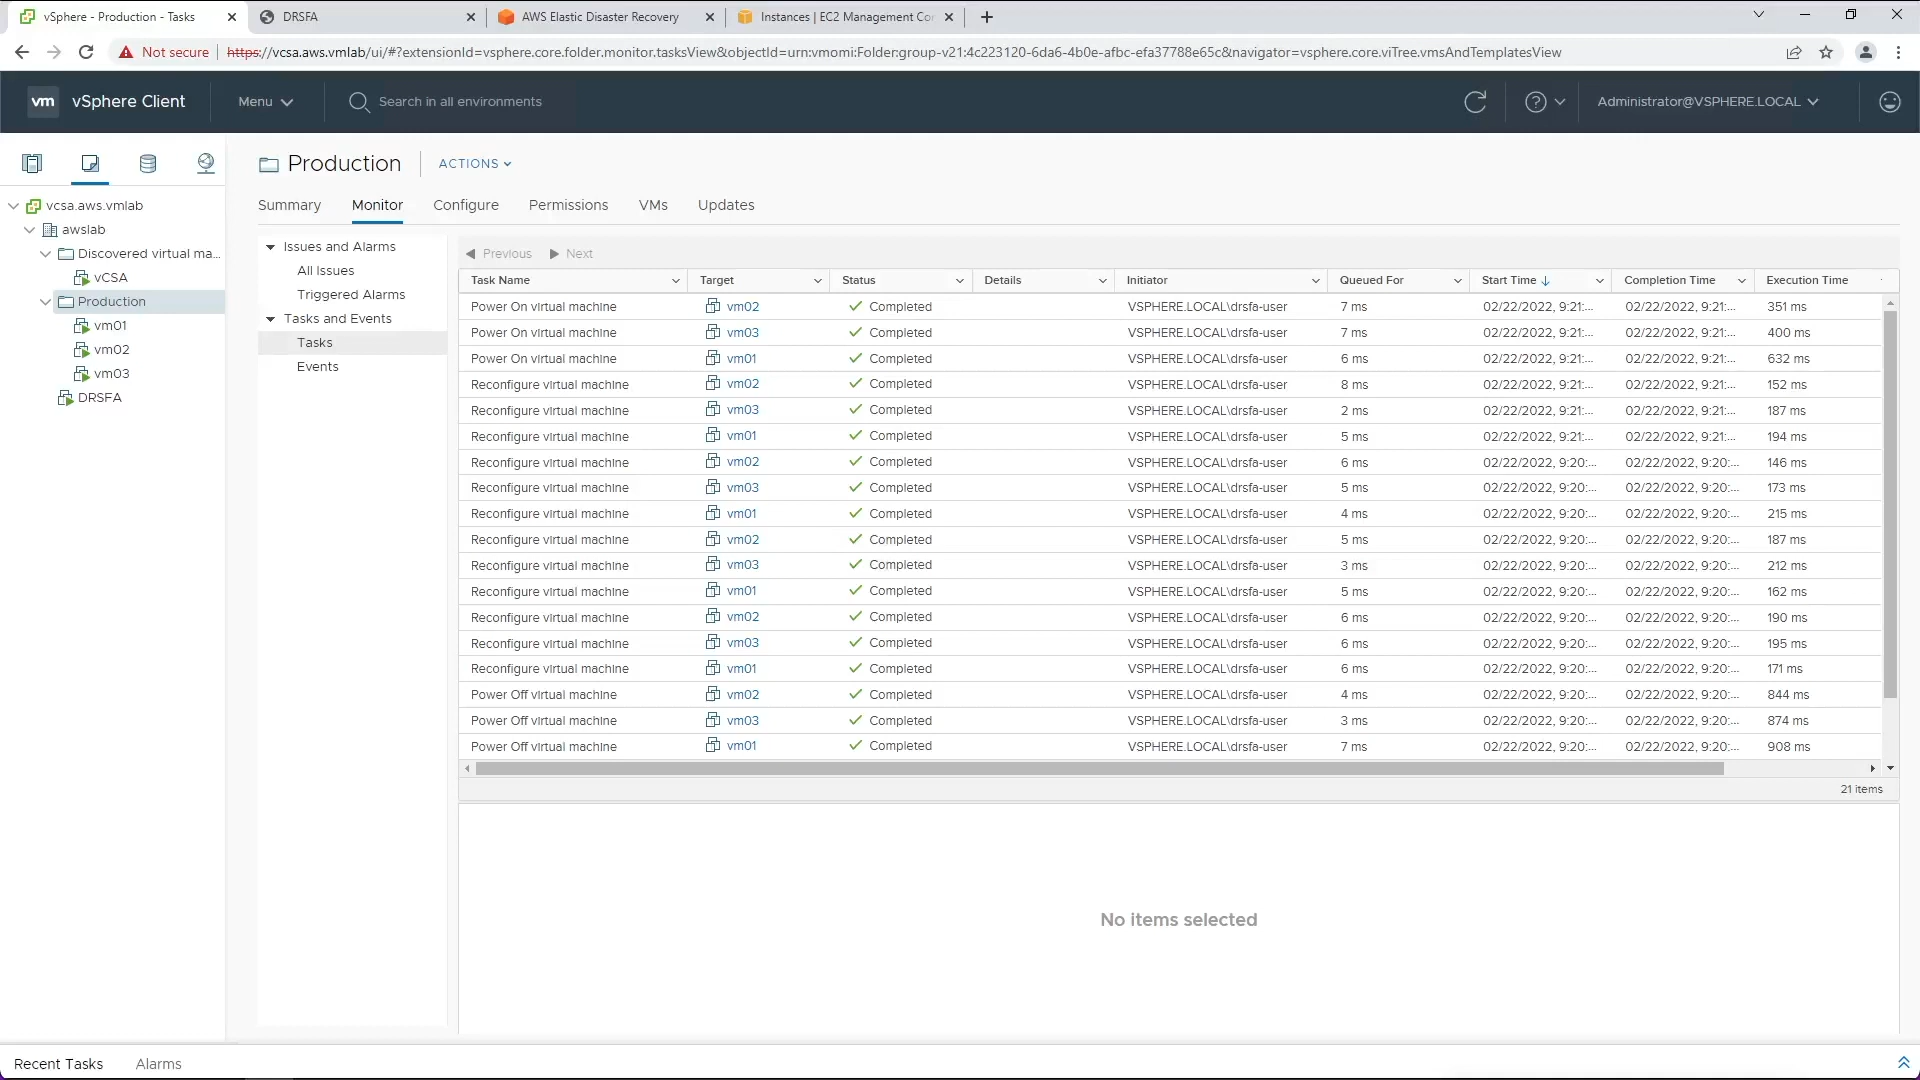 vSphere - Production - Tasks
DRSFA
AWS Elastic Disaster Recovery
Instances | EC2 Management Cor
Not secure
https://vcsa.aws.vmlab/ui/#?extensionId=vsphere.core.folder.monitor.tasksView&objectId=urn:vmomi:Folder:group-v21:4c223120-6da6-4b0e-afbc-efa37788e65c&navigator=vsphere.core.viTree.vmsAndTemplatesView
vm vSphere Client
Menu
Search in all environments
Administrator@VSPHERE.LOCAL
vcsa.aws.vmlab
awslab
Discovered virtual ma...
vCSA
Production
vm01
vm02
vm03
DRSFA
Production
ACTIONS
Summary Monitor Configure Permissions VMs Updates
Issues and Alarms
All Issues
Triggered Alarms
Tasks and Events
Tasks
Events
Previous Next
Task Name Target Status Details Initiator Queued For Start Time Completion Time Execution Time
Power On virtual machine vm02 Completed VSPHERE.LOCAL\drsfa-user 7 ms 02/22/2022, 9:21:... 02/22/2022, 9:21:... 351 ms
Power On virtual machine vm03 Completed VSPHERE.LOCAL\drsfa-user 7 ms 02/22/2022, 9:21:... 02/22/2022, 9:21:... 400 ms
Power On virtual machine vm01 Completed VSPHERE.LOCAL\drsfa-user 6 ms 02/22/2022, 9:21:... 02/22/2022, 9:21:... 632 ms
Reconfigure virtual machine vm02 Completed VSPHERE.LOCAL\drsfa-user 8 ms 02/22/2022, 9:21:... 02/22/2022, 9:21:... 152 ms
Reconfigure virtual machine vm03 Completed VSPHERE.LOCAL\drsfa-user 2 ms 02/22/2022, 9:21:... 02/22/2022, 9:21:... 187 ms
Reconfigure virtual machine vm01 Completed VSPHERE.LOCAL\drsfa-user 5 ms 02/22/2022, 9:21:... 02/22/2022, 9:21:... 194 ms
Reconfigure virtual machine vm02 Completed VSPHERE.LOCAL\drsfa-user 6 ms 02/22/2022, 9:20:... 02/22/2022, 9:20:... 146 ms
Reconfigure virtual machine vm03 Completed VSPHERE.LOCAL\drsfa-user 5 ms 02/22/2022, 9:20:... 02/22/2022, 9:20:... 173 ms
Reconfigure virtual machine vm01 Completed VSPHERE.LOCAL\drsfa-user 4 ms 02/22/2022, 9:20:... 02/22/2022, 9:20:... 215 ms
Reconfigure virtual machine vm02 Completed VSPHERE.LOCAL\drsfa-user 5 ms 02/22/2022, 9:20:... 02/22/2022, 9:20:... 187 ms
Reconfigure virtual machine vm03 Completed VSPHERE.LOCAL\drsfa-user 3 ms 02/22/2022, 9:20:... 02/22/2022, 9:20:... 212 ms
Reconfigure virtual machine vm01 Completed VSPHERE.LOCAL\drsfa-user 5 ms 02/22/2022, 9:20:... 02/22/2022, 9:20:... 162 ms
Reconfigure virtual machine vm02 Completed VSPHERE.LOCAL\drsfa-user 6 ms 02/22/2022, 9:20:... 02/22/2022, 9:20:... 190 ms
Reconfigure virtual machine vm03 Completed VSPHERE.LOCAL\drsfa-user 6 ms 02/22/2022, 9:20:... 02/22/2022, 9:20:... 195 ms
Reconfigure virtual machine vm01 Completed VSPHERE.LOCAL\drsfa-user 6 ms 02/22/2022, 9:20:... 02/22/2022, 9:20:... 171 ms
Power Off virtual machine vm02 Completed VSPHERE.LOCAL\drsfa-user 4 ms 02/22/2022, 9:20:... 02/22/2022, 9:20:... 844 ms
Power Off virtual machine vm03 Completed VSPHERE.LOCAL\drsfa-user 3 ms 02/22/2022, 9:20:... 02/22/2022, 9:20:... 874 ms
Power Off virtual machine vm01 Completed VSPHERE.LOCAL\drsfa-user 7 ms 02/22/2022, 9:20:... 02/22/2022, 9:20:... 908 ms
21 items
No items selected
Recent Tasks Alarms